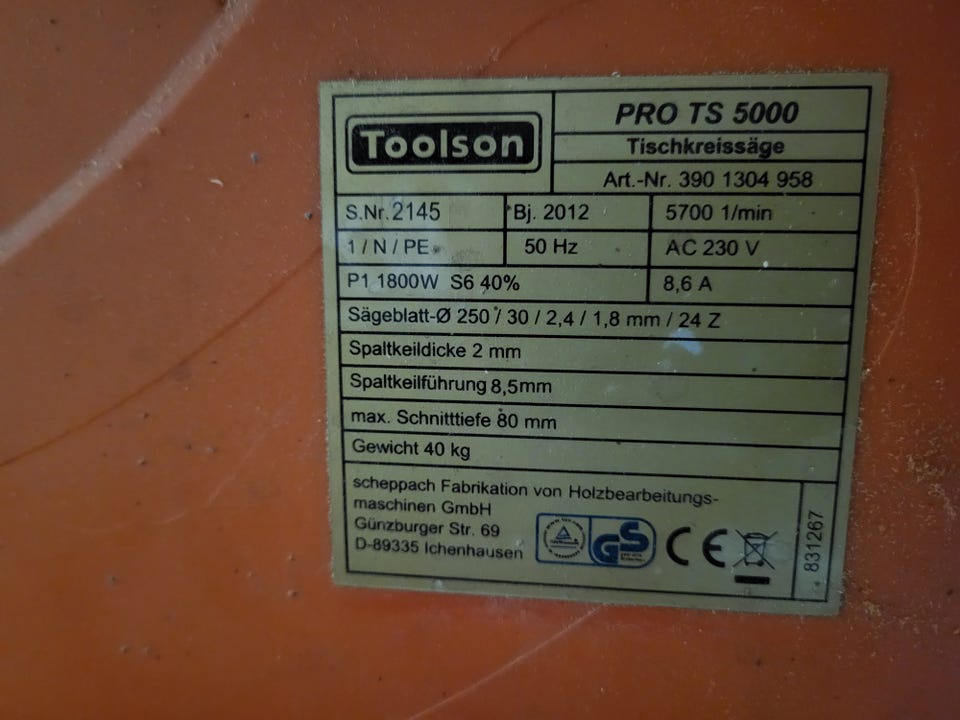 Toolson
PRO TS 5000
Tischkreissäge
Art.-Nr. 390 1304 958
S.Nr. 2145
Bj. 2012
5700 1/min
1 / N / PE
50 Hz
AC 230 V
P1 1800W S6 40%
8,6 A
Sägeblatt-Ø 250 / 30 / 2,4 / 1,8 mm / 24 Z
Spaltkeildicke 2 mm
Spaltkeilführung 8,5mm
max. Schnitttiefe 80 mm
Gewicht 40 kg
scheppach Fabrikation von Holzbearbeitungs-
maschinen GmbH
Günzburger Str. 69
D-89335 Ichenhausen
GS
CE
831267